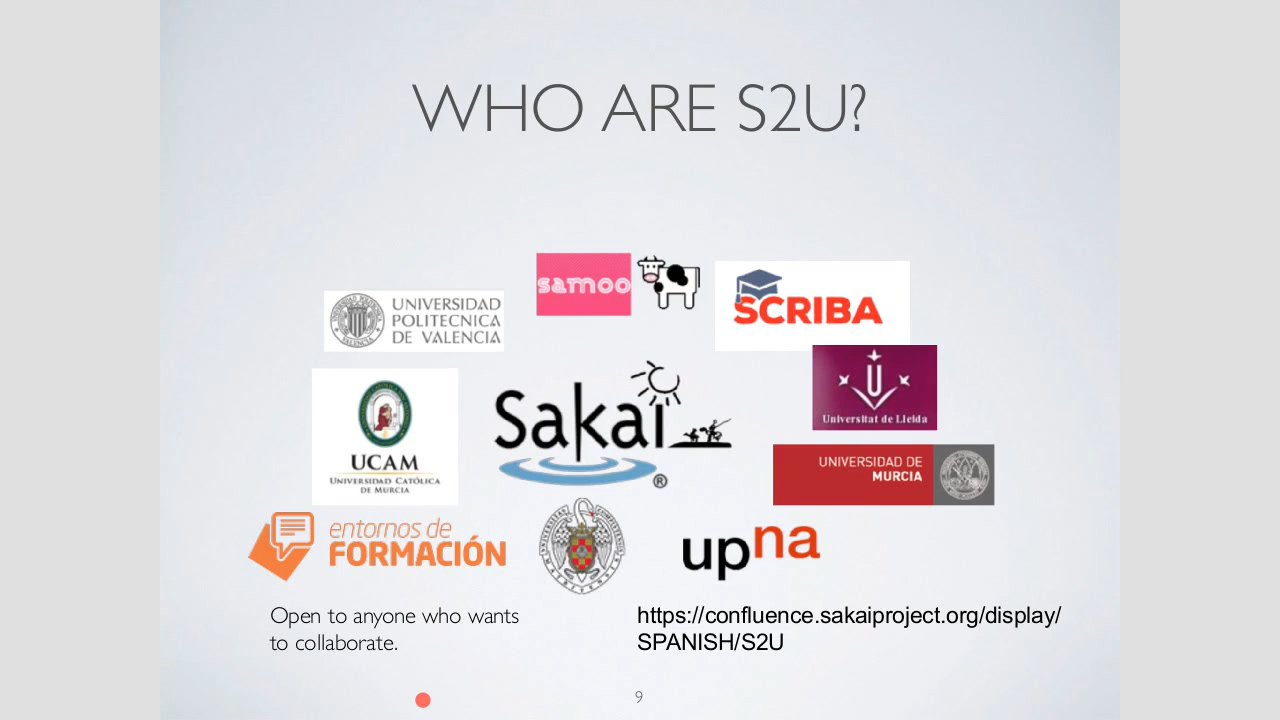 WHO ARE S2U?
samoo
SCRIBA
UNIVERSIDAD
POLITECNICA
DE VALENCIA
Universitat de Lleida
UCAM
UNIVERSIDAD CATÓLICA
DE MURCIA
Sakai
®
UNIVERSIDAD DE
MURCIA
entornos de
FORMACIÓN
upna
Open to anyone who wants
to collaborate.
https://confluence.sakaiproject.org/display/
SPANISH/S2U
9